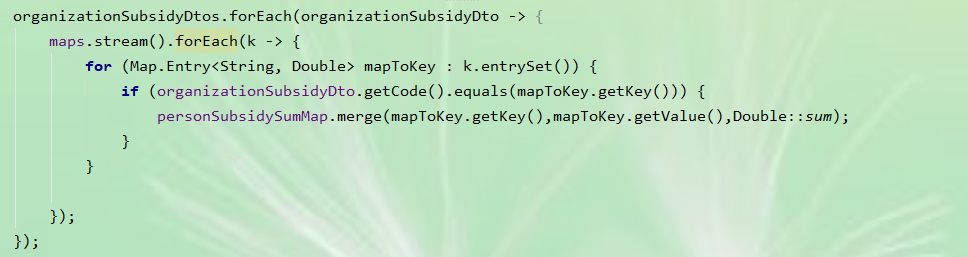 organizationSubsidyDtos.forEach(organizationSubsidyDto -> {
maps.stream().forEach(k -> {
for (Map.Entry<String, Double> mapToKey : k.entrySet()) {
if (organizationSubsidyDto.getCode().equals(mapToKey.getKey())) {
personSubsidySumMap.merge(mapToKey.getKey(),mapToKey.getValue(),Double::sum);
}
}
});
});